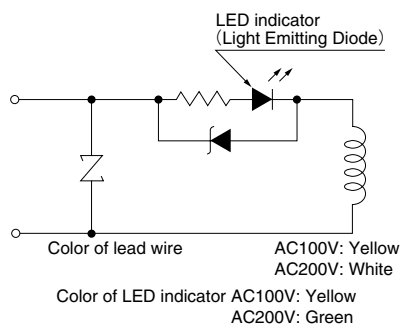 LED indicator
(Light Emitting Diode)
Color of lead wire
AC100V: Yellow
AC200V: White
Color of LED indicator AC100V: Yellow
AC200V: Green